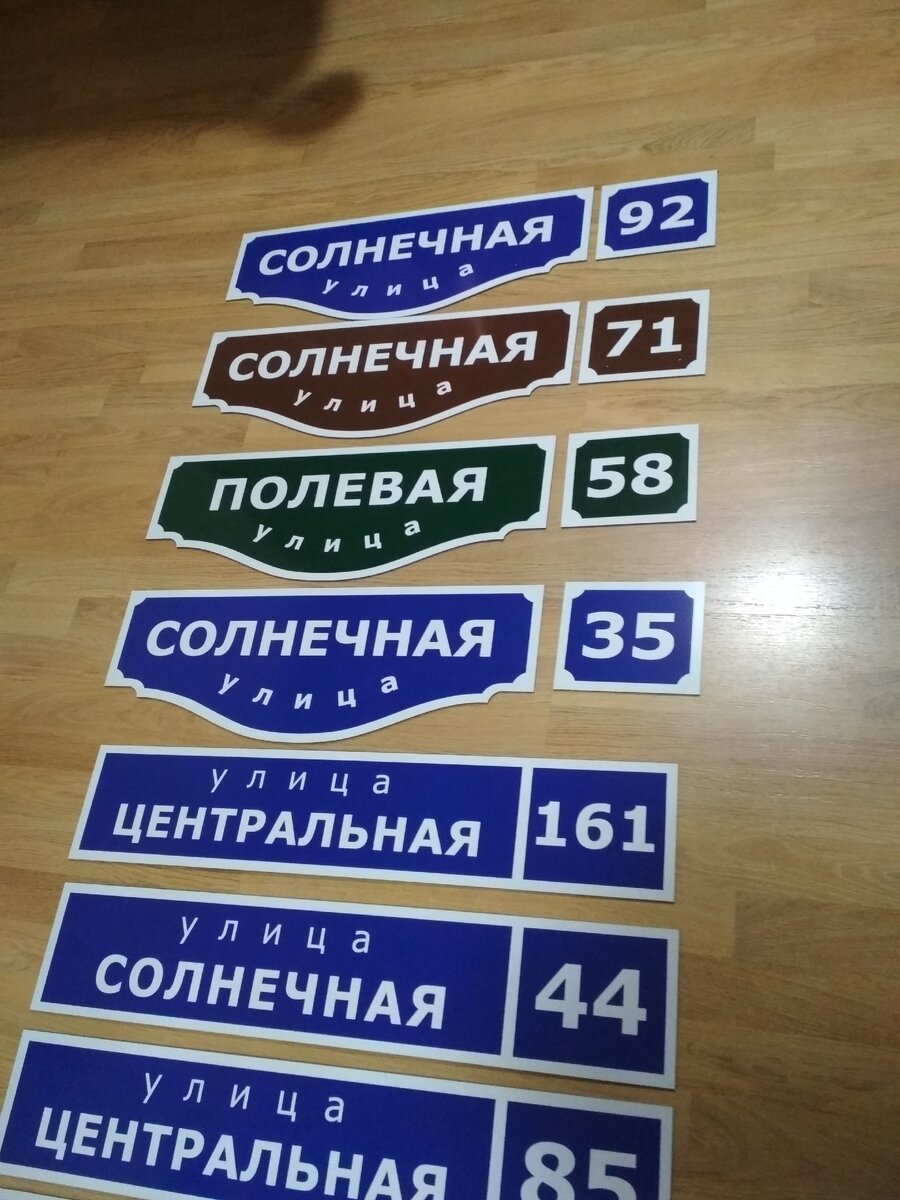 СОЛНЕЧНАЯ 92
улица
СОЛНЕЧНАЯ 71
улица
ПОЛЕВАЯ 58
улица
СОЛНЕЧНАЯ 35
улица
улица
ЦЕНТРАЛЬНАЯ 161
улица
СОЛНЕЧНАЯ 44
улица
ЦЕНТРАЛЬНАЯ 85